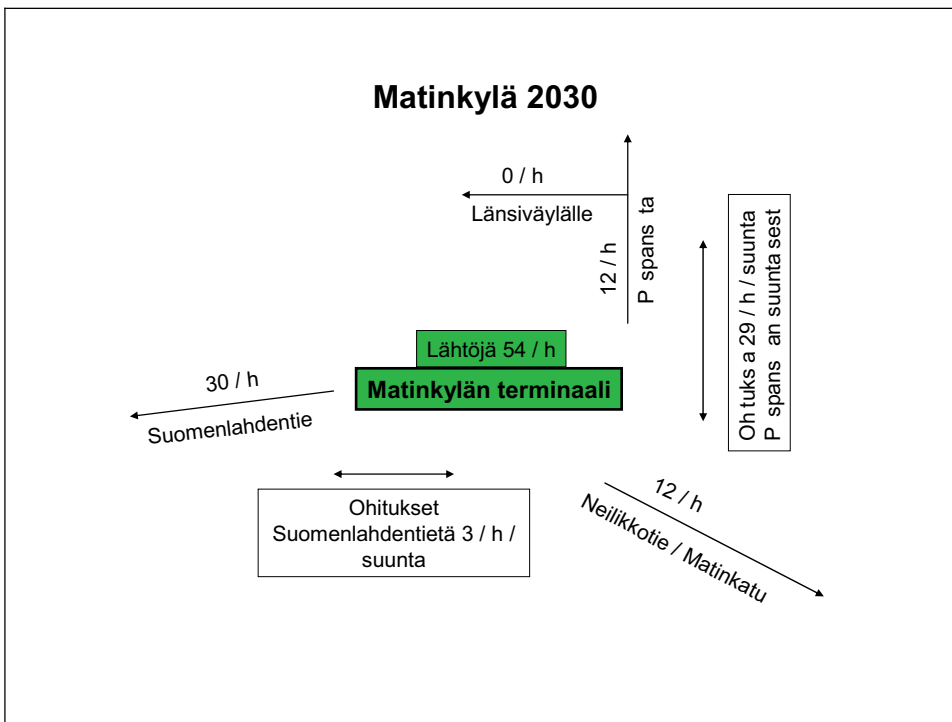 Matinkylä 2030
0 / h
Länsiväylälle
12 / h
P spans ta
Oh tuks a 29 / h / suunta
P spans an suunta sest
Lähtöjä 54 / h
Matinkylän terminaali
30 / h
Suomenlahdentie
Ohitukset
Suomenlahdentietä 3 / h /
suunta
12 / h
Neilikkotie / Matinkatu